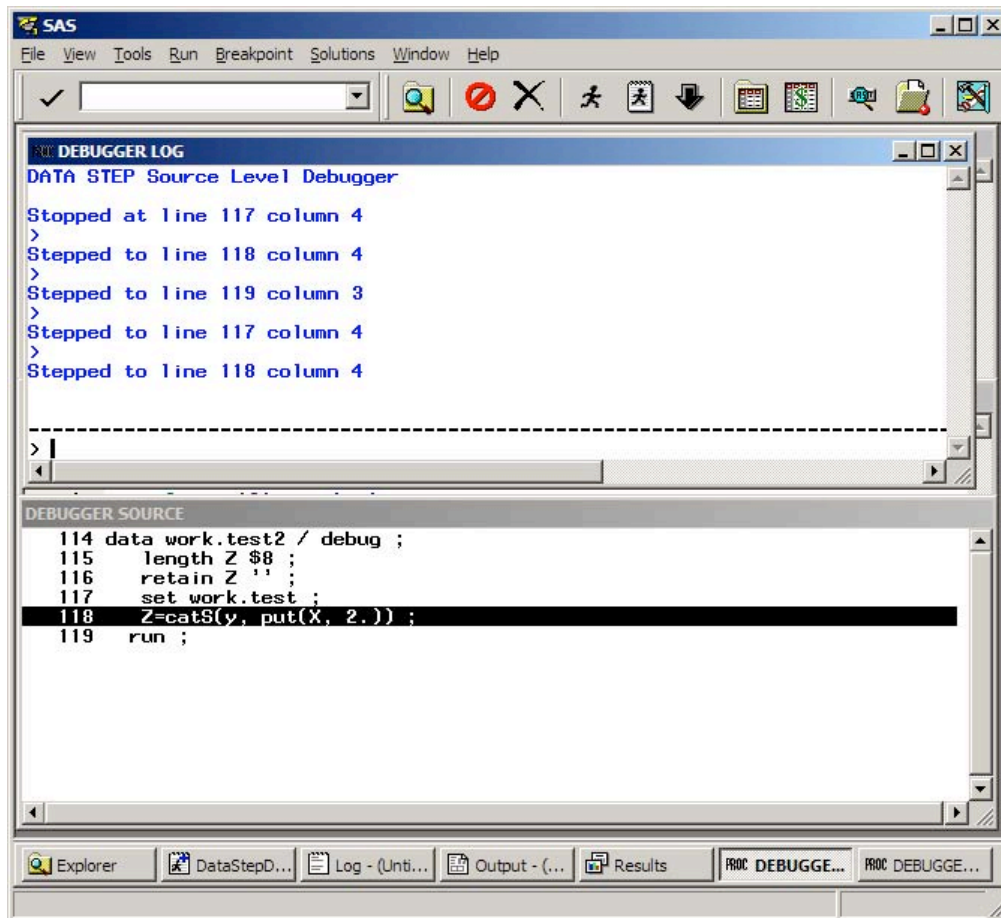 SAS
File View Tools Run Breakpoint Solutions Window Help
DEBUGGER LOG
DATA STEP Source Level Debugger
Stopped at line 117 column 4
>
Stepped to line 118 column 4
>
Stepped to line 119 column 3
>
Stepped to line 117 column 4
>
Stepped to line 118 column 4
>
DEBUGGER SOURCE
114 data work.test2 / debug ;
115 length Z $8 ;
116 retain Z '' ;
117 set work.test ;
118 Z=catS(y, put(X, 2.)) ;
119 run ;
Explorer DataStepD... Log - (Unti... Output - (... Results PROC DEBUGGE... PROC DEBUGGE...